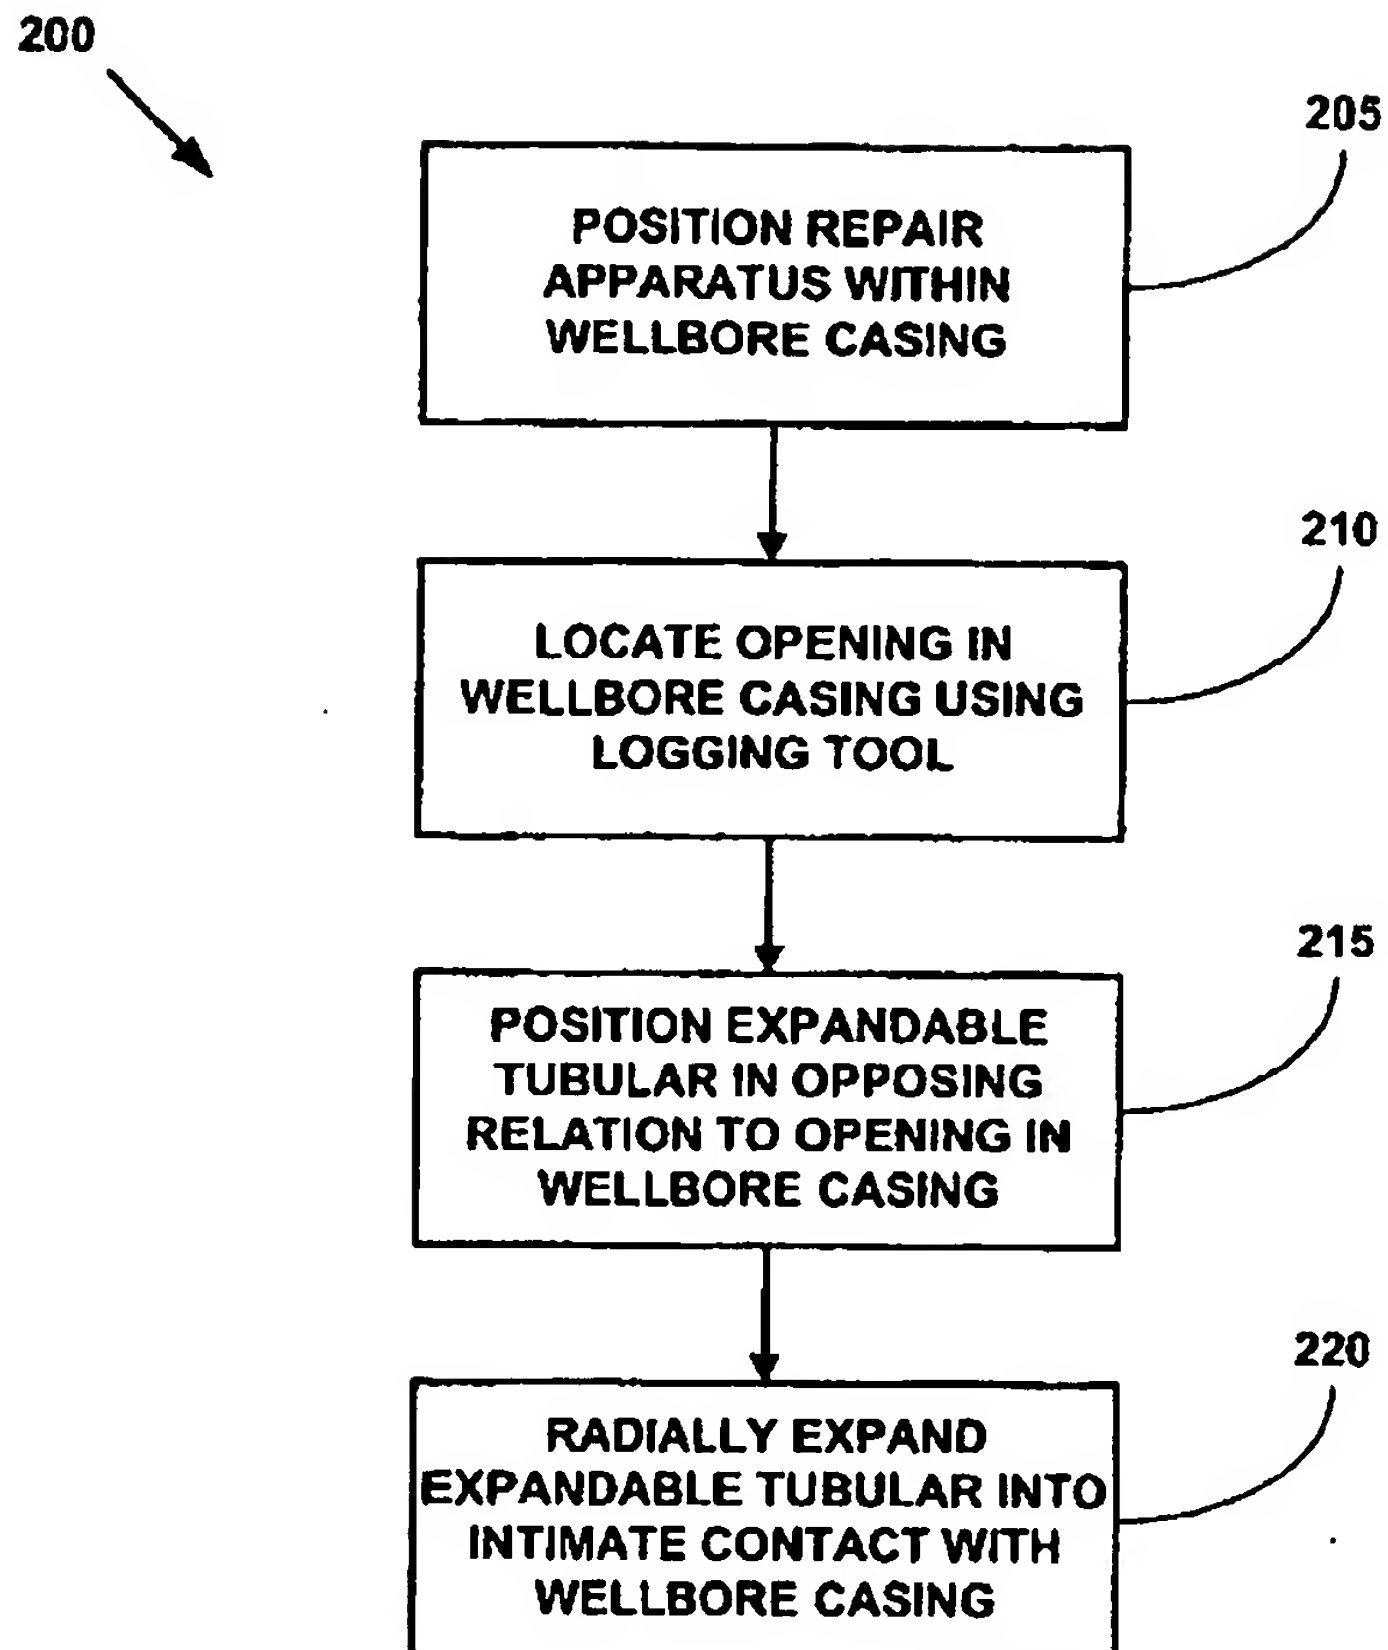 200
205
POSITION REPAIR
APPARATUS WITHIN
WELLBORE CASING
210
LOCATE OPENING IN
WELLBORE CASING USING
LOGGING TOOL
215
POSITION EXPANDABLE
TUBULAR IN OPPOSING
RELATION TO OPENING IN
WELLBORE CASING
220
RADIALLY EXPAND
EXPANDABLE TUBULAR INTO
INTIMATE CONTACT WITH
WELLBORE CASING